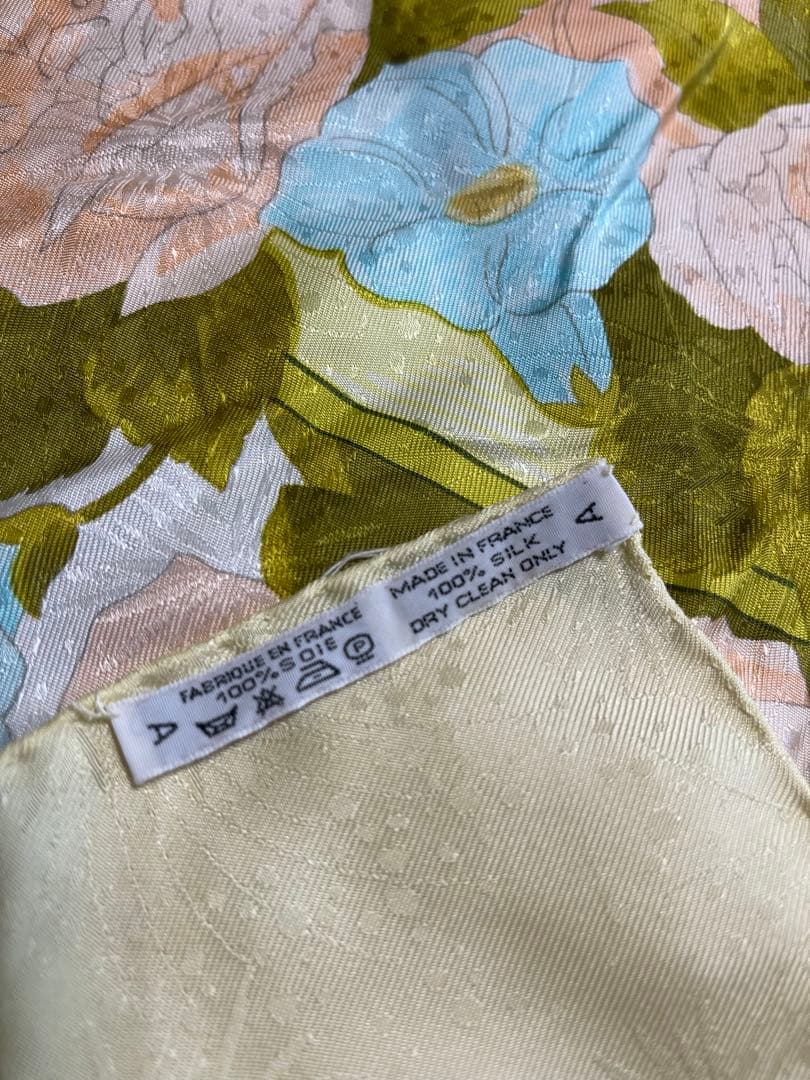 A
FABRIQUE EN FRANCE
100% SOIE
P
MADE IN FRANCE
100% SILK
DRY CLEAN ONLY
A